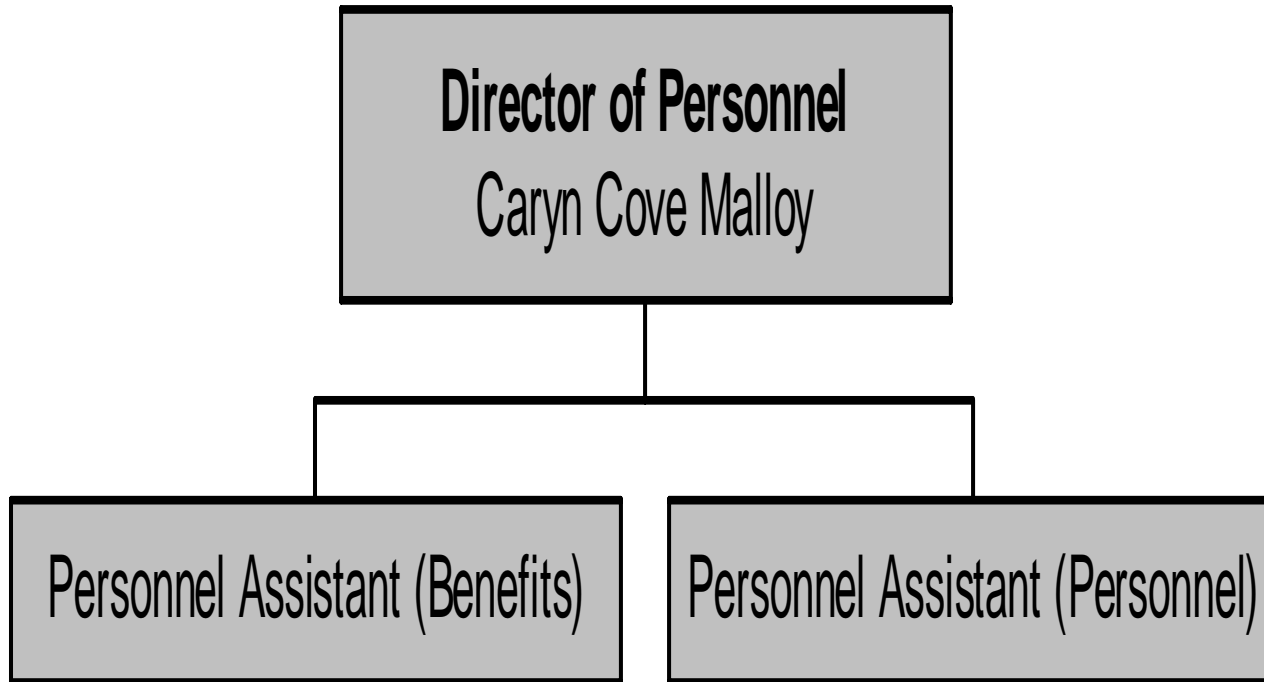 Director of Personnel
Caryn Cove Malloy
Personnel Assistant (Benefits)
Personnel Assistant (Personnel)